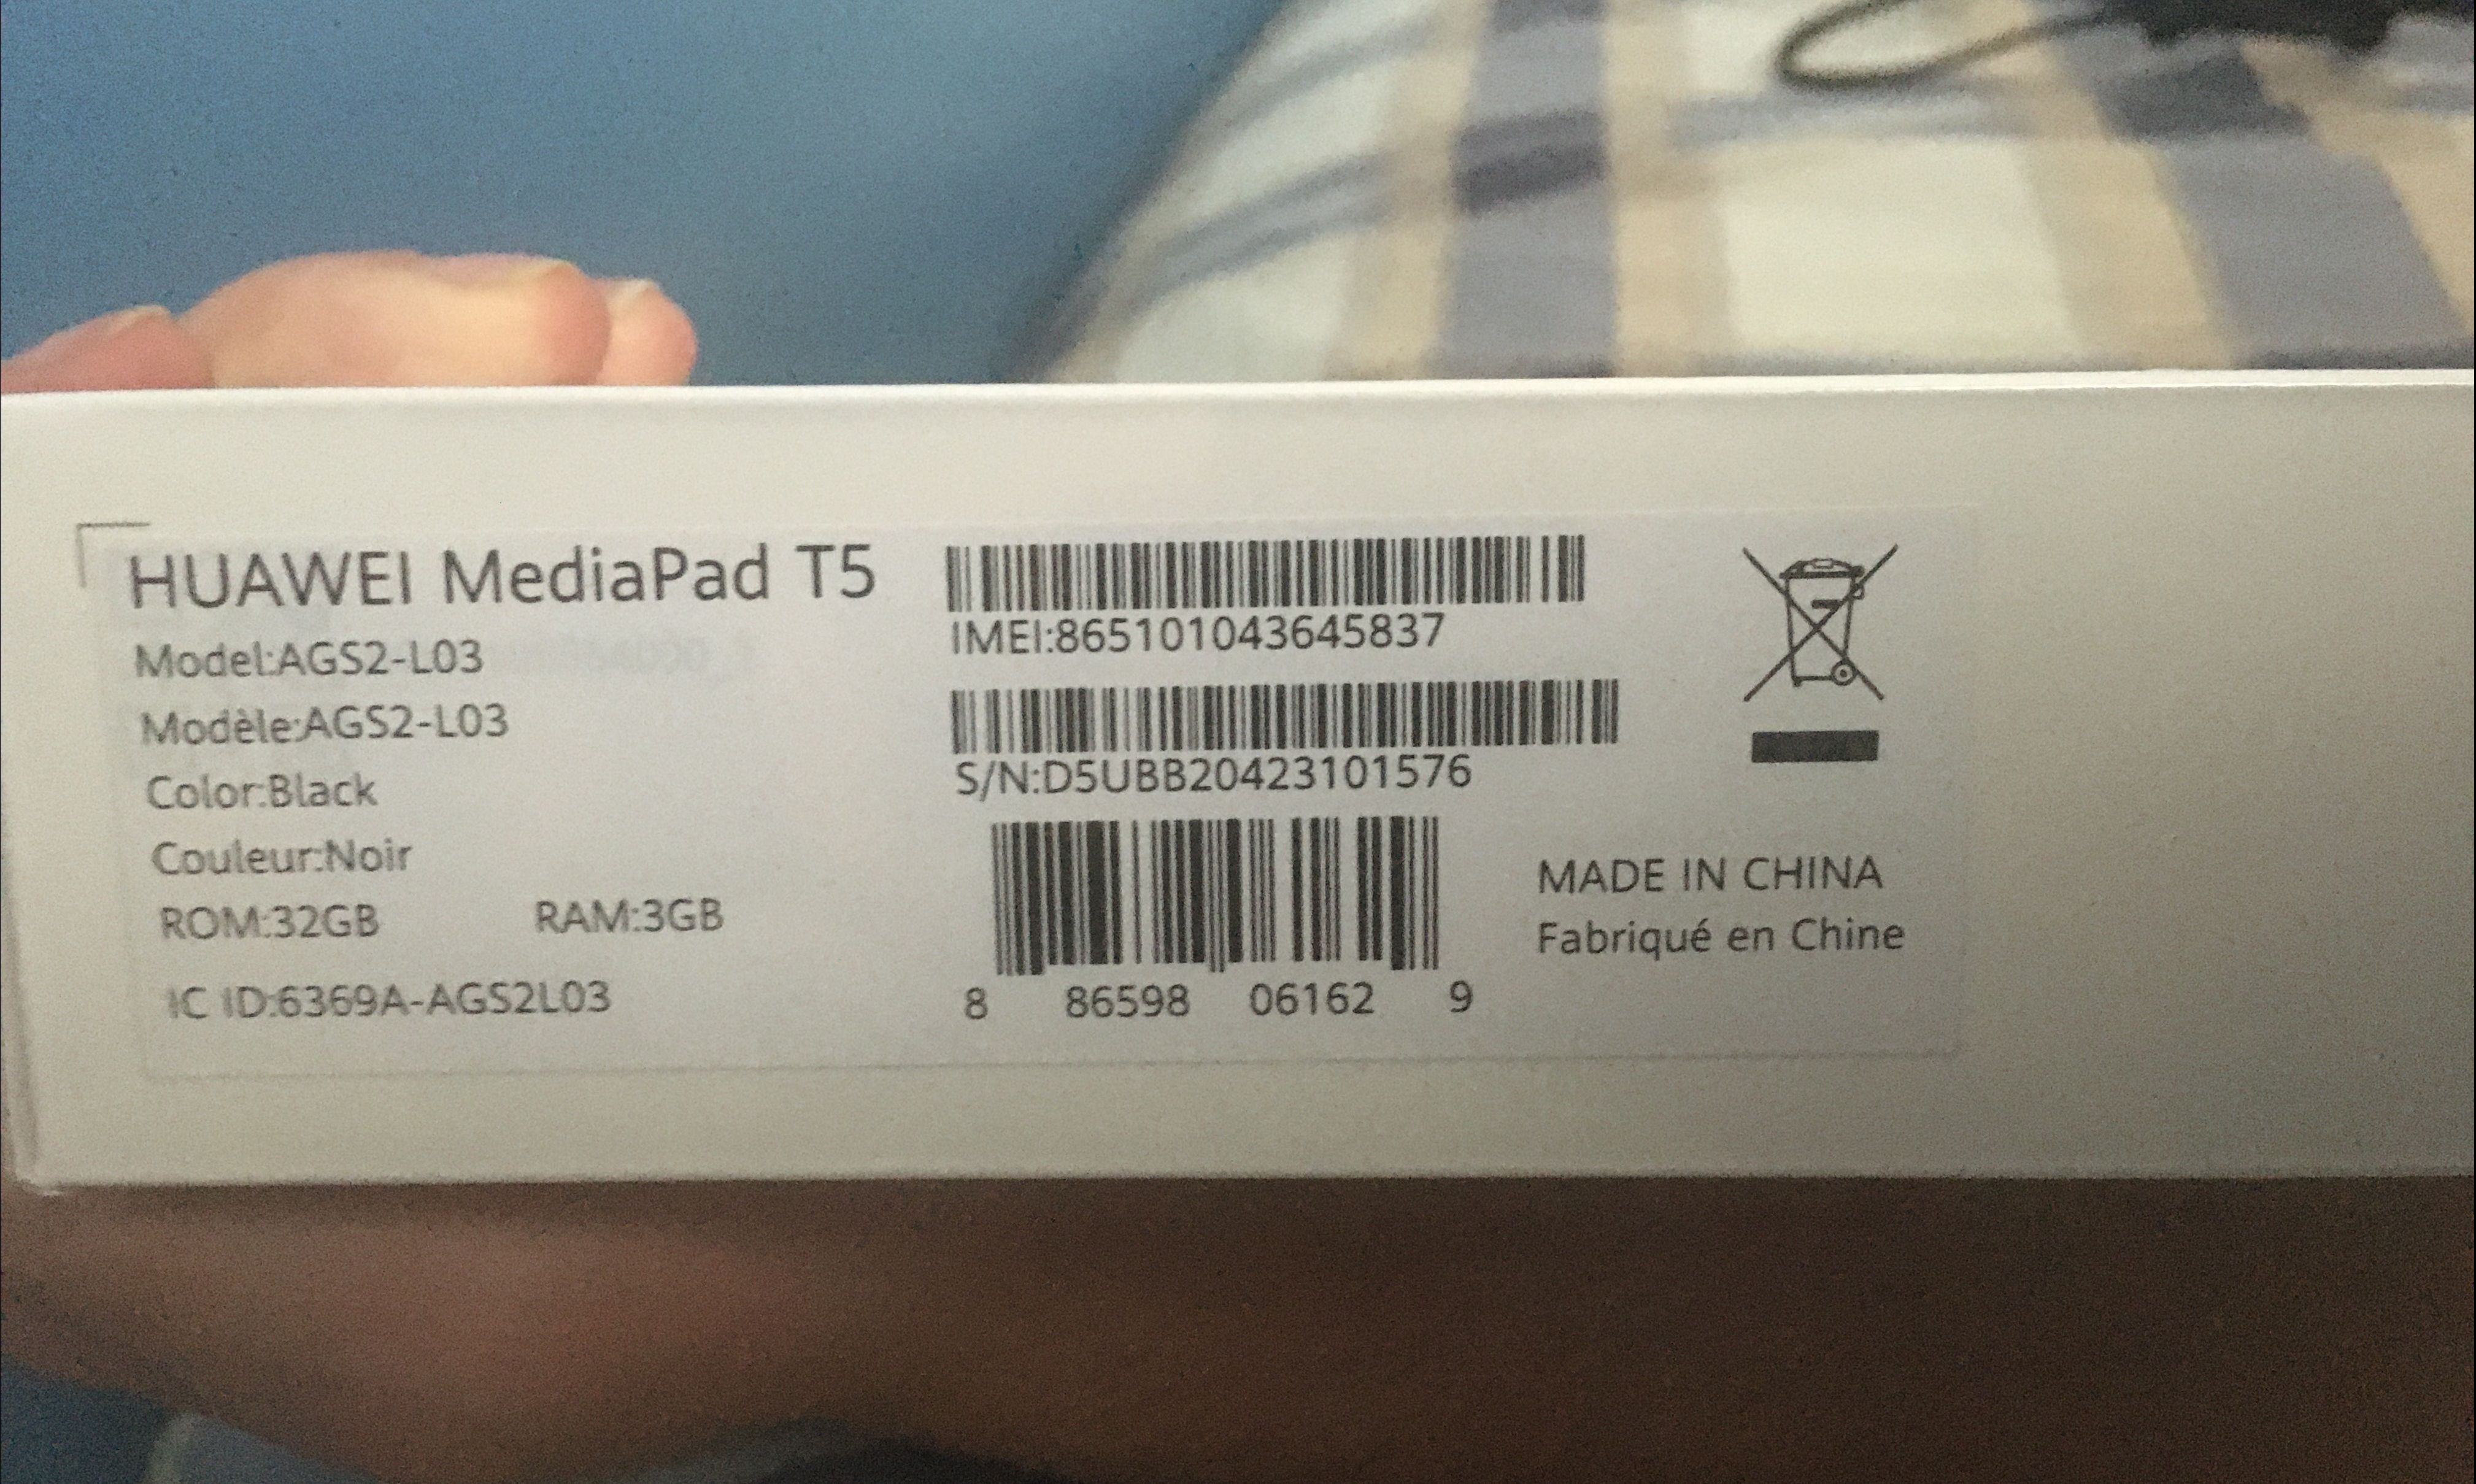 HUAWEI MediaPad T5
Model:AGS2-L03
Modèle:AGS2-L03
Color:Black
Couleur:Noir
ROM:32GB RAM:3GB
IC ID:6369A-AGS2L03
IMEI:865101043645837
S/N:D5UBB20423101576
8 86598 06162 9
MADE IN CHINA
Fabriqué en Chine